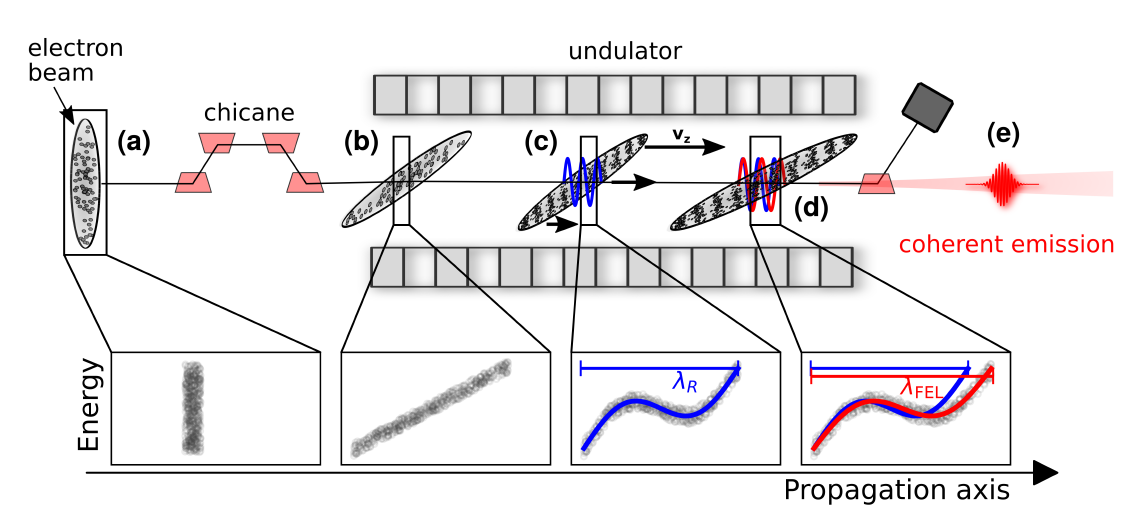 electron
beam
(a)
chicane
undulator
(b)
(c)
v_z
(d)
(e)
coherent emission
Energy
λ_R
λ_FEL
Propagation axis